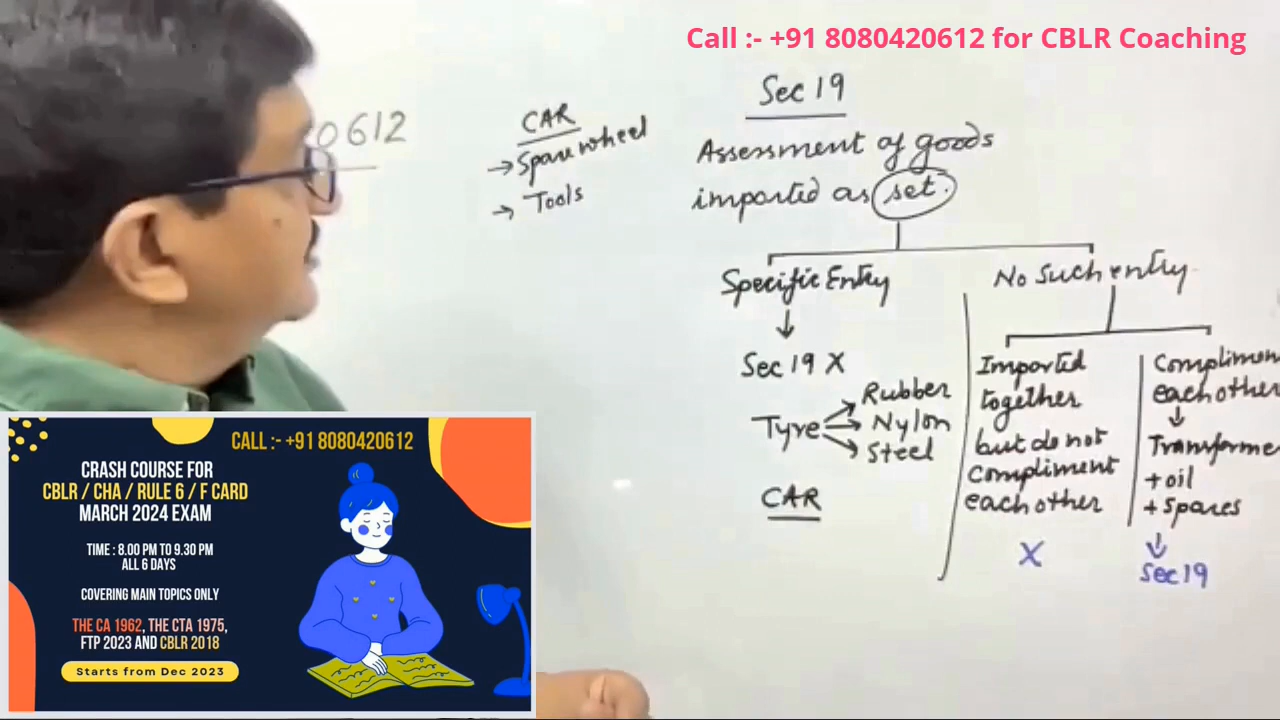 Call :- +91 8080420612 for CBLR Coaching
0612
CAR
→ Spare wheel
→ Tools
Sec 19
Assessment of goods
imported as set.
Specific Entry
↓
Sec 19 X
Tyre → Rubber
→ Nylon
→ Steel
CAR
No Such entry
Imported
together
but do not
compliment
each other
X
Complimen
each other
↓
Transforme
+ oil
+ Spares
↓
Sec 19
CALL :- +91 8080420612
CRASH COURSE FOR
CBLR / CHA / RULE 6 / F CARD
MARCH 2024 EXAM
TIME : 8.00 PM TO 9.30 PM
ALL 6 DAYS
COVERING MAIN TOPICS ONLY
THE CA 1962, THE CTA 1975,
FTP 2023 AND CBLR 2018
Starts from Dec 2023